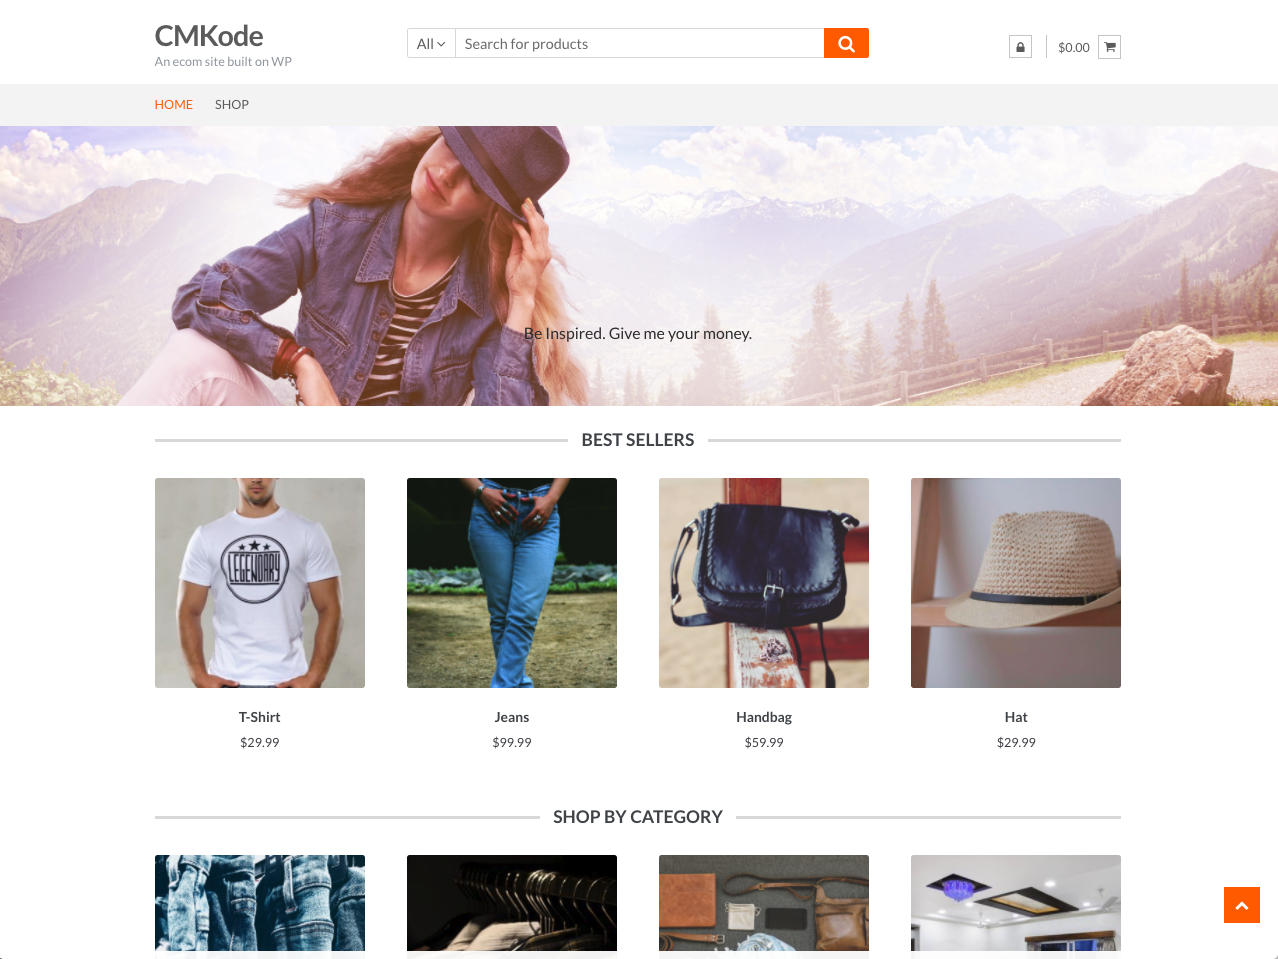 CMKode
An ecom site built on WP
All
Search for products
$0.00
HOME
SHOP
Be Inspired. Give me your money.
BEST SELLERS
LEGENDARY
T-Shirt
$29.99
Jeans
$99.99
Handbag
$59.99
Hat
$29.99
SHOP BY CATEGORY